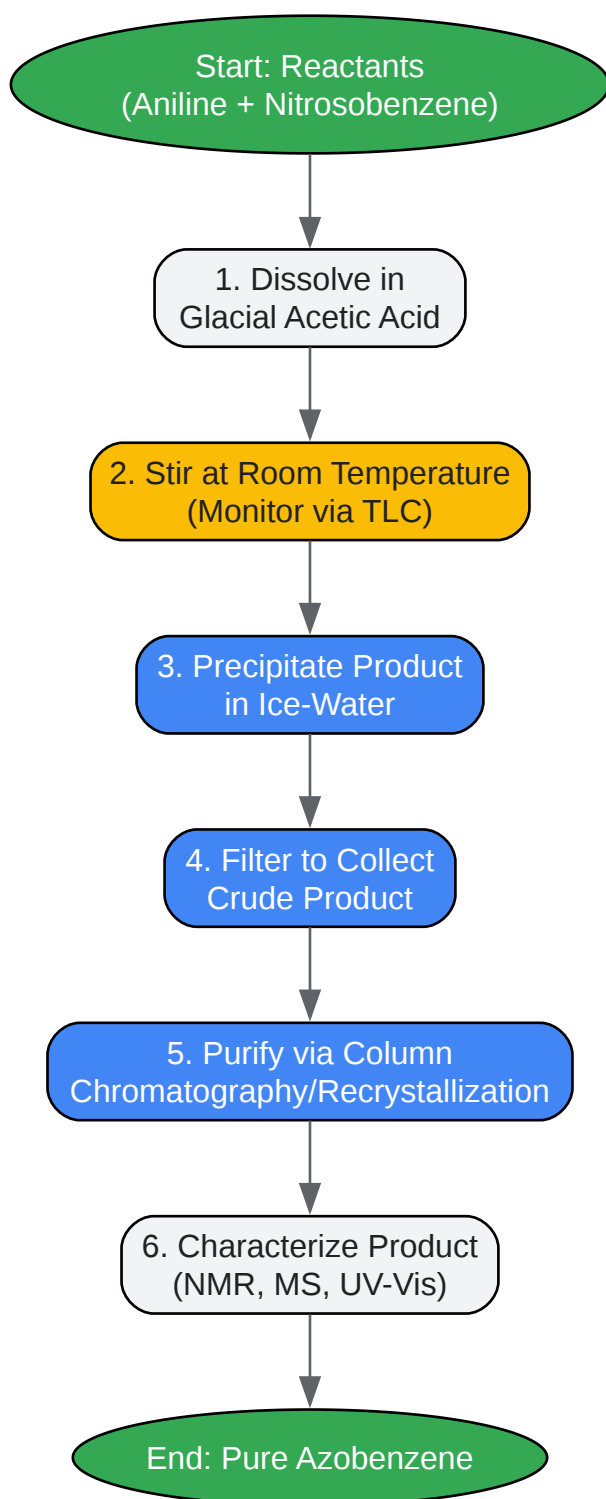 Start: Reactants
(Aniline + Nitrosobenzene)
1. Dissolve in
Glacial Acetic Acid
2. Stir at Room Temperature
(Monitor via TLC)
3. Precipitate Product
in Ice-Water
4. Filter to Collect
Crude Product
5. Purify via Column
Chromatography/Recrystallization
6. Characterize Product
(NMR, MS, UV-Vis)
End: Pure Azobenzene